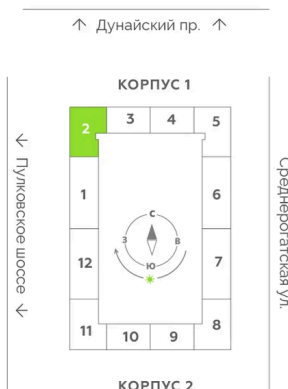 ↑ Дунайский пр. ↑
КОРПУС 1
2 3 4 5
← Пулковское шоссе ←
Среднерогатская ул.
1 6
С
З В
Ю
12 7
11 10 9 8
КОРПУС 2